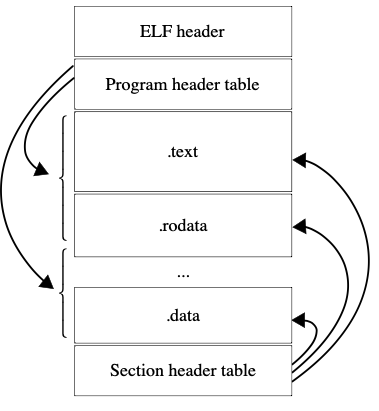 ELF header
Program header table
.text
.rodata
...
.data
Section header table